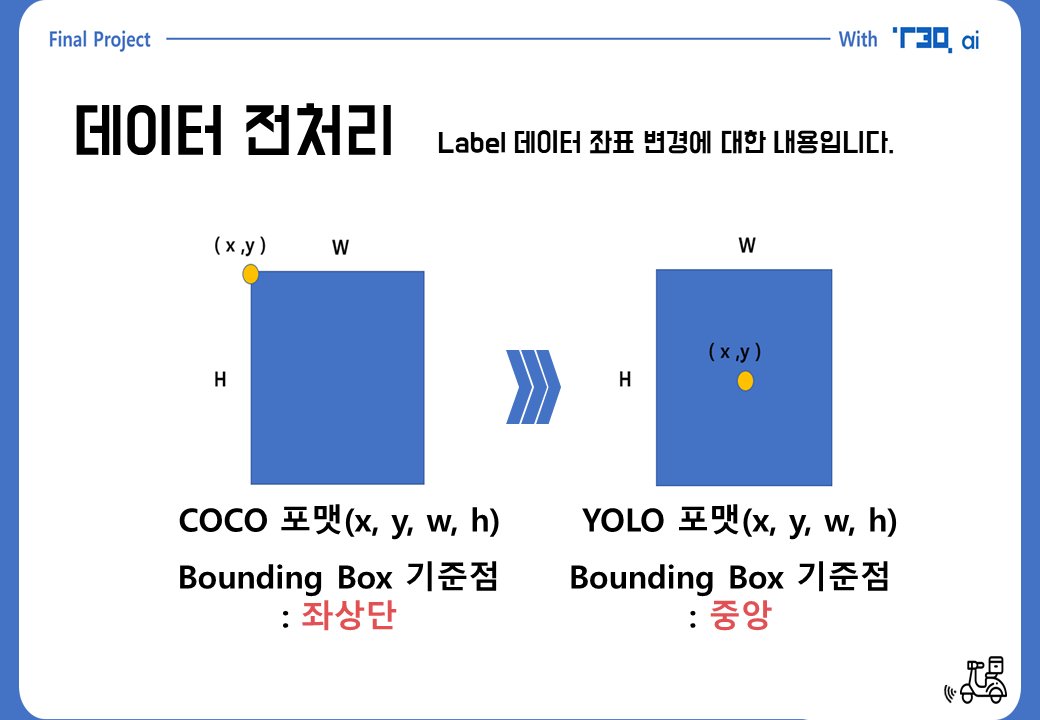 Final Project
With
ai
데이터 전처리
Label 데이터 좌표 변경에 대한 내용입니다.
( x ,y )
W
H
W
( x ,y )
H
COCO 포맷(x, y, w, h)
Bounding Box 기준점
: 좌상단
YOLO 포맷(x, y, w, h)
Bounding Box 기준점
: 중앙